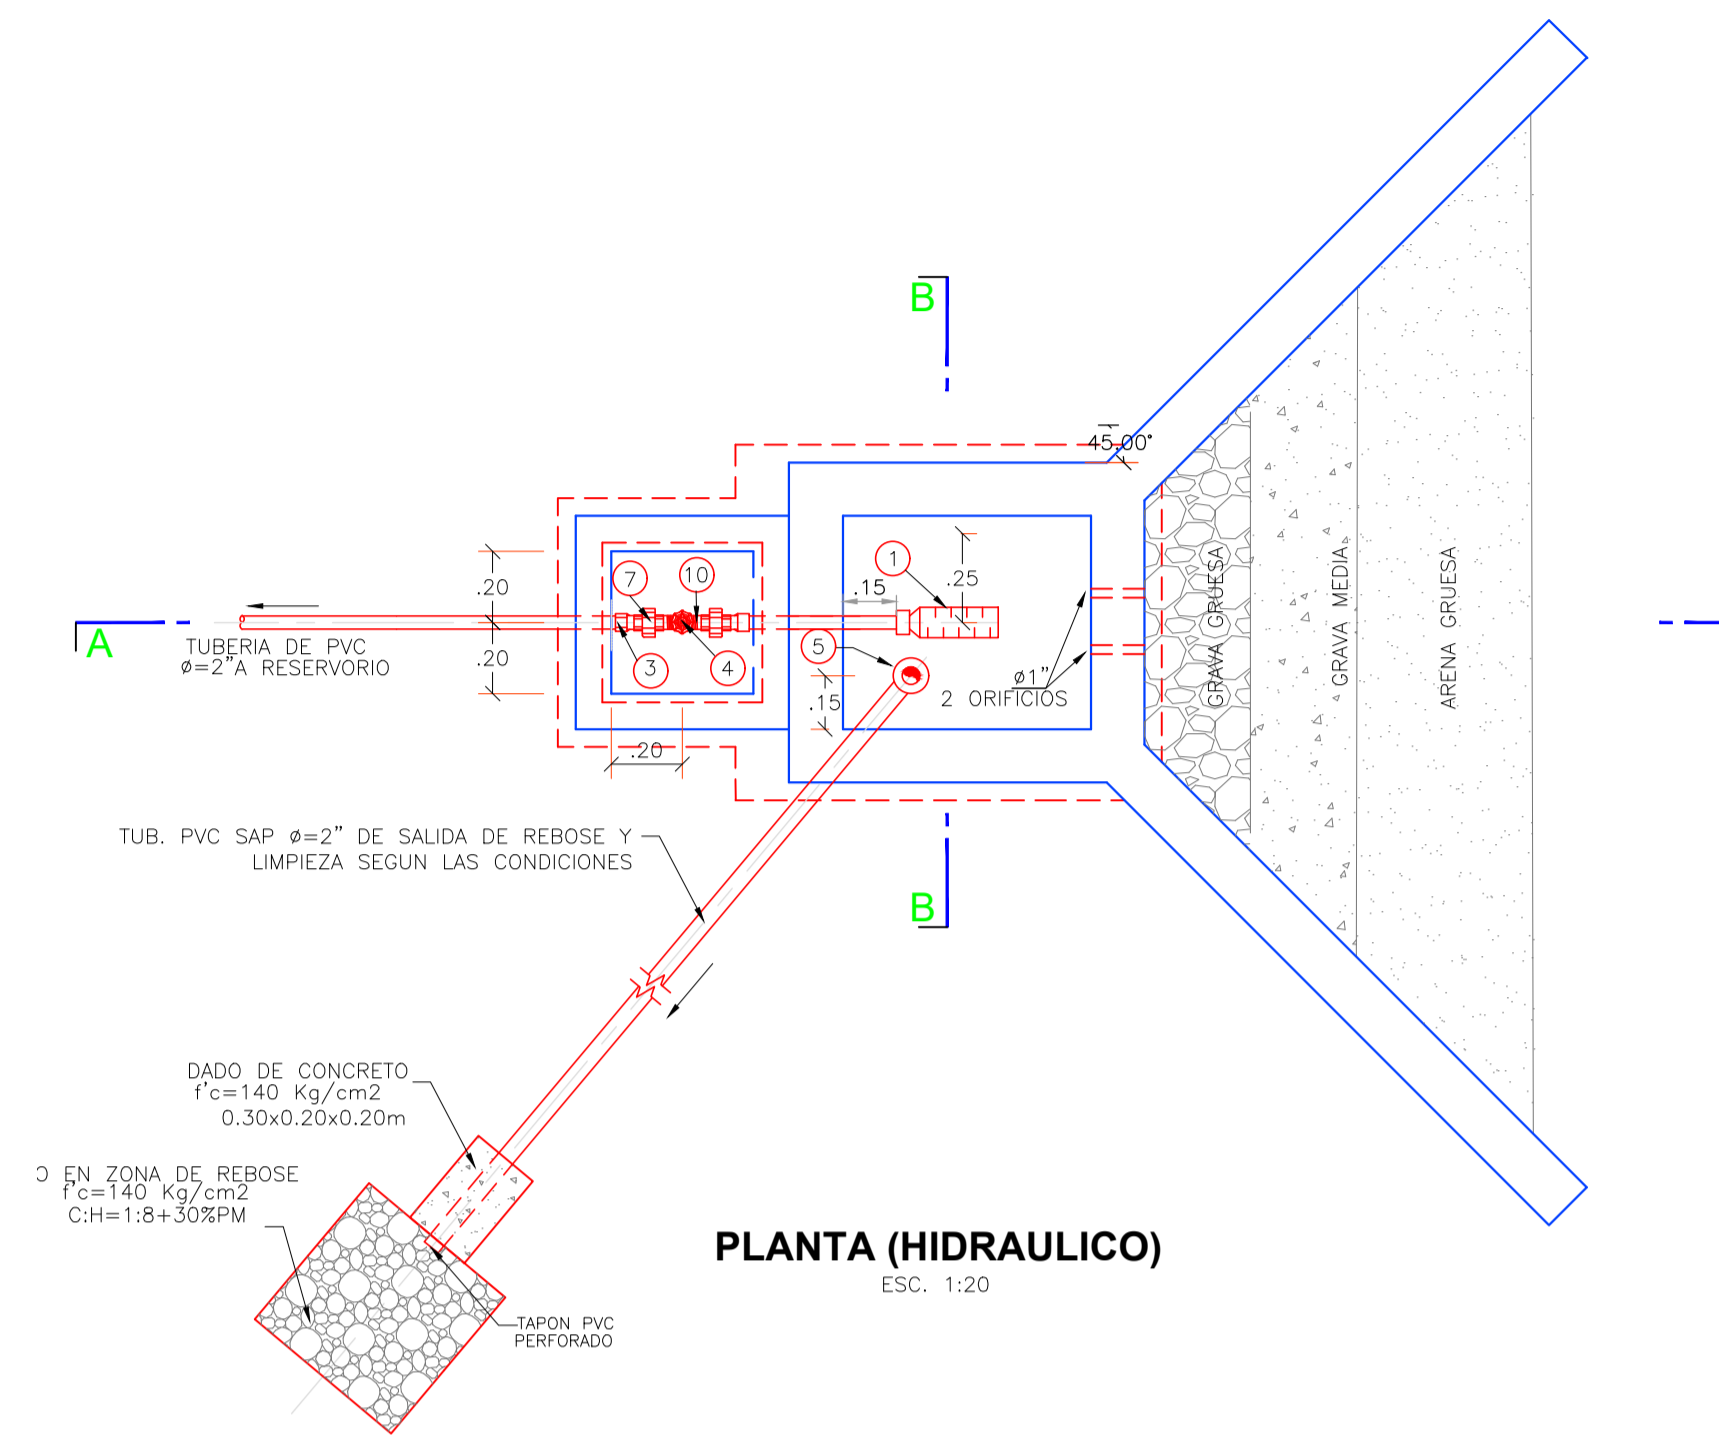 B
45.00°
1
.15
.25
.20
7
10
TUBERIA DE PVC
ø=2"A RESERVORIO
A
.20
3
4
5
.15
ø1"
2 ORIFICIOS
GRAVA GRUESA
GRAVA MEDIA
ARENA GRUESA
.20
TUB. PVC SAP ø=2" DE SALIDA DE REBOSE Y
LIMPIEZA SEGUN LAS CONDICIONES
B
DADO DE CONCRETO
f'c=140 Kg/cm2
0.30x0.20x0.20m
EN ZONA DE REBOSE
f'c=140 Kg/cm2
C:H=1:8+30%PM
PLANTA (HIDRAULICO)
ESC. 1:20
TAPON PVC
PERFORADO